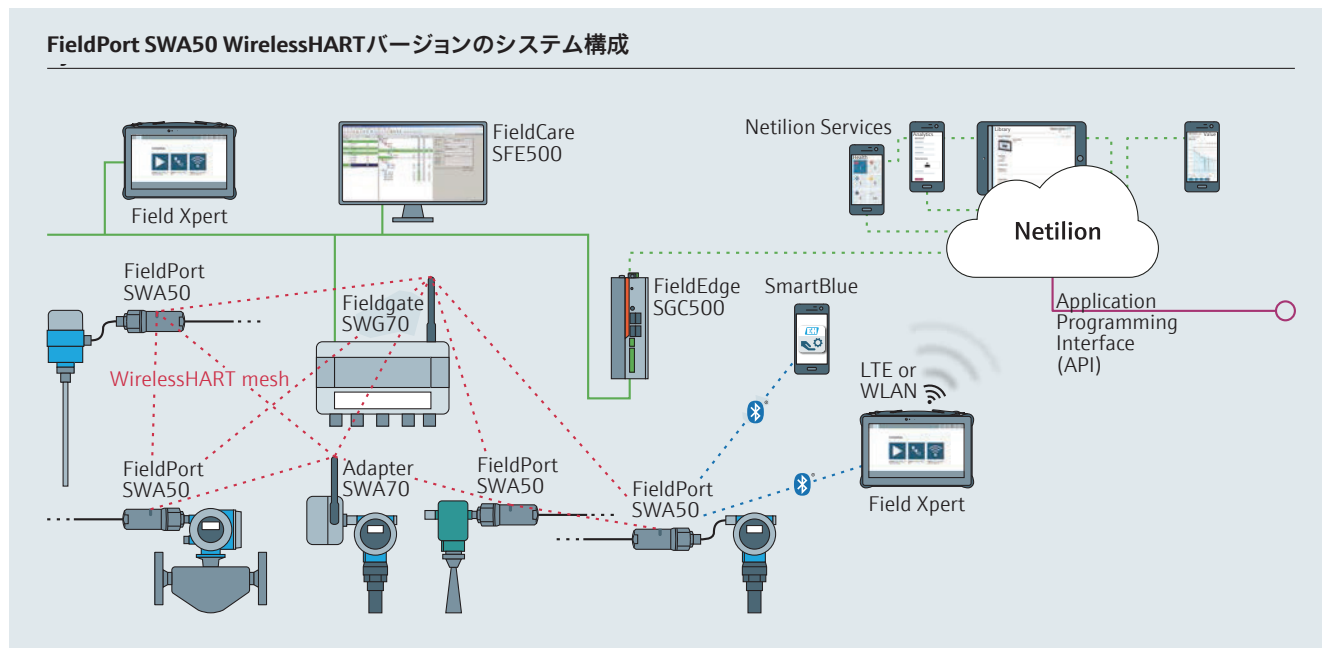 FieldPort SWA50 WirelessHARTバージョンのシステム構成
FieldCare
SFE500
Netilion Services
Library
Field Xpert
Netilion
FieldPort
SWA50
Fieldgate
SWG70
FieldEdge
SGC500
SmartBlue
Application
Programming
Interface
(API)
WirelessHART mesh
LTE or
WLAN
FieldPort
SWA50
Adapter
SWA70
FieldPort
SWA50
FieldPort
SWA50
Field Xpert